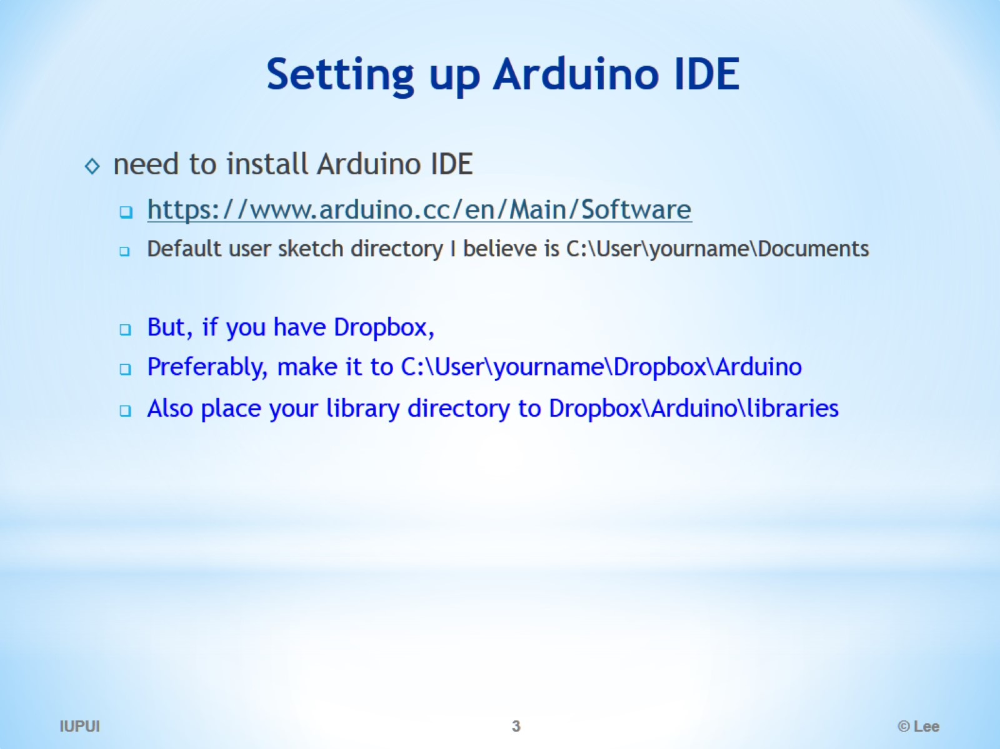 Setting up Arduino IDE
need to install Arduino IDE
https://www.arduino.cc/en/Main/Software
Default user sketch directory I believe is C:\User\yourname\Documents
But, if you have Dropbox,
Preferably, make it to C:\User\yourname\Dropbox\Arduino
Also place your library directory to Dropbox\Arduino\libraries
IUPUI
3
© Lee